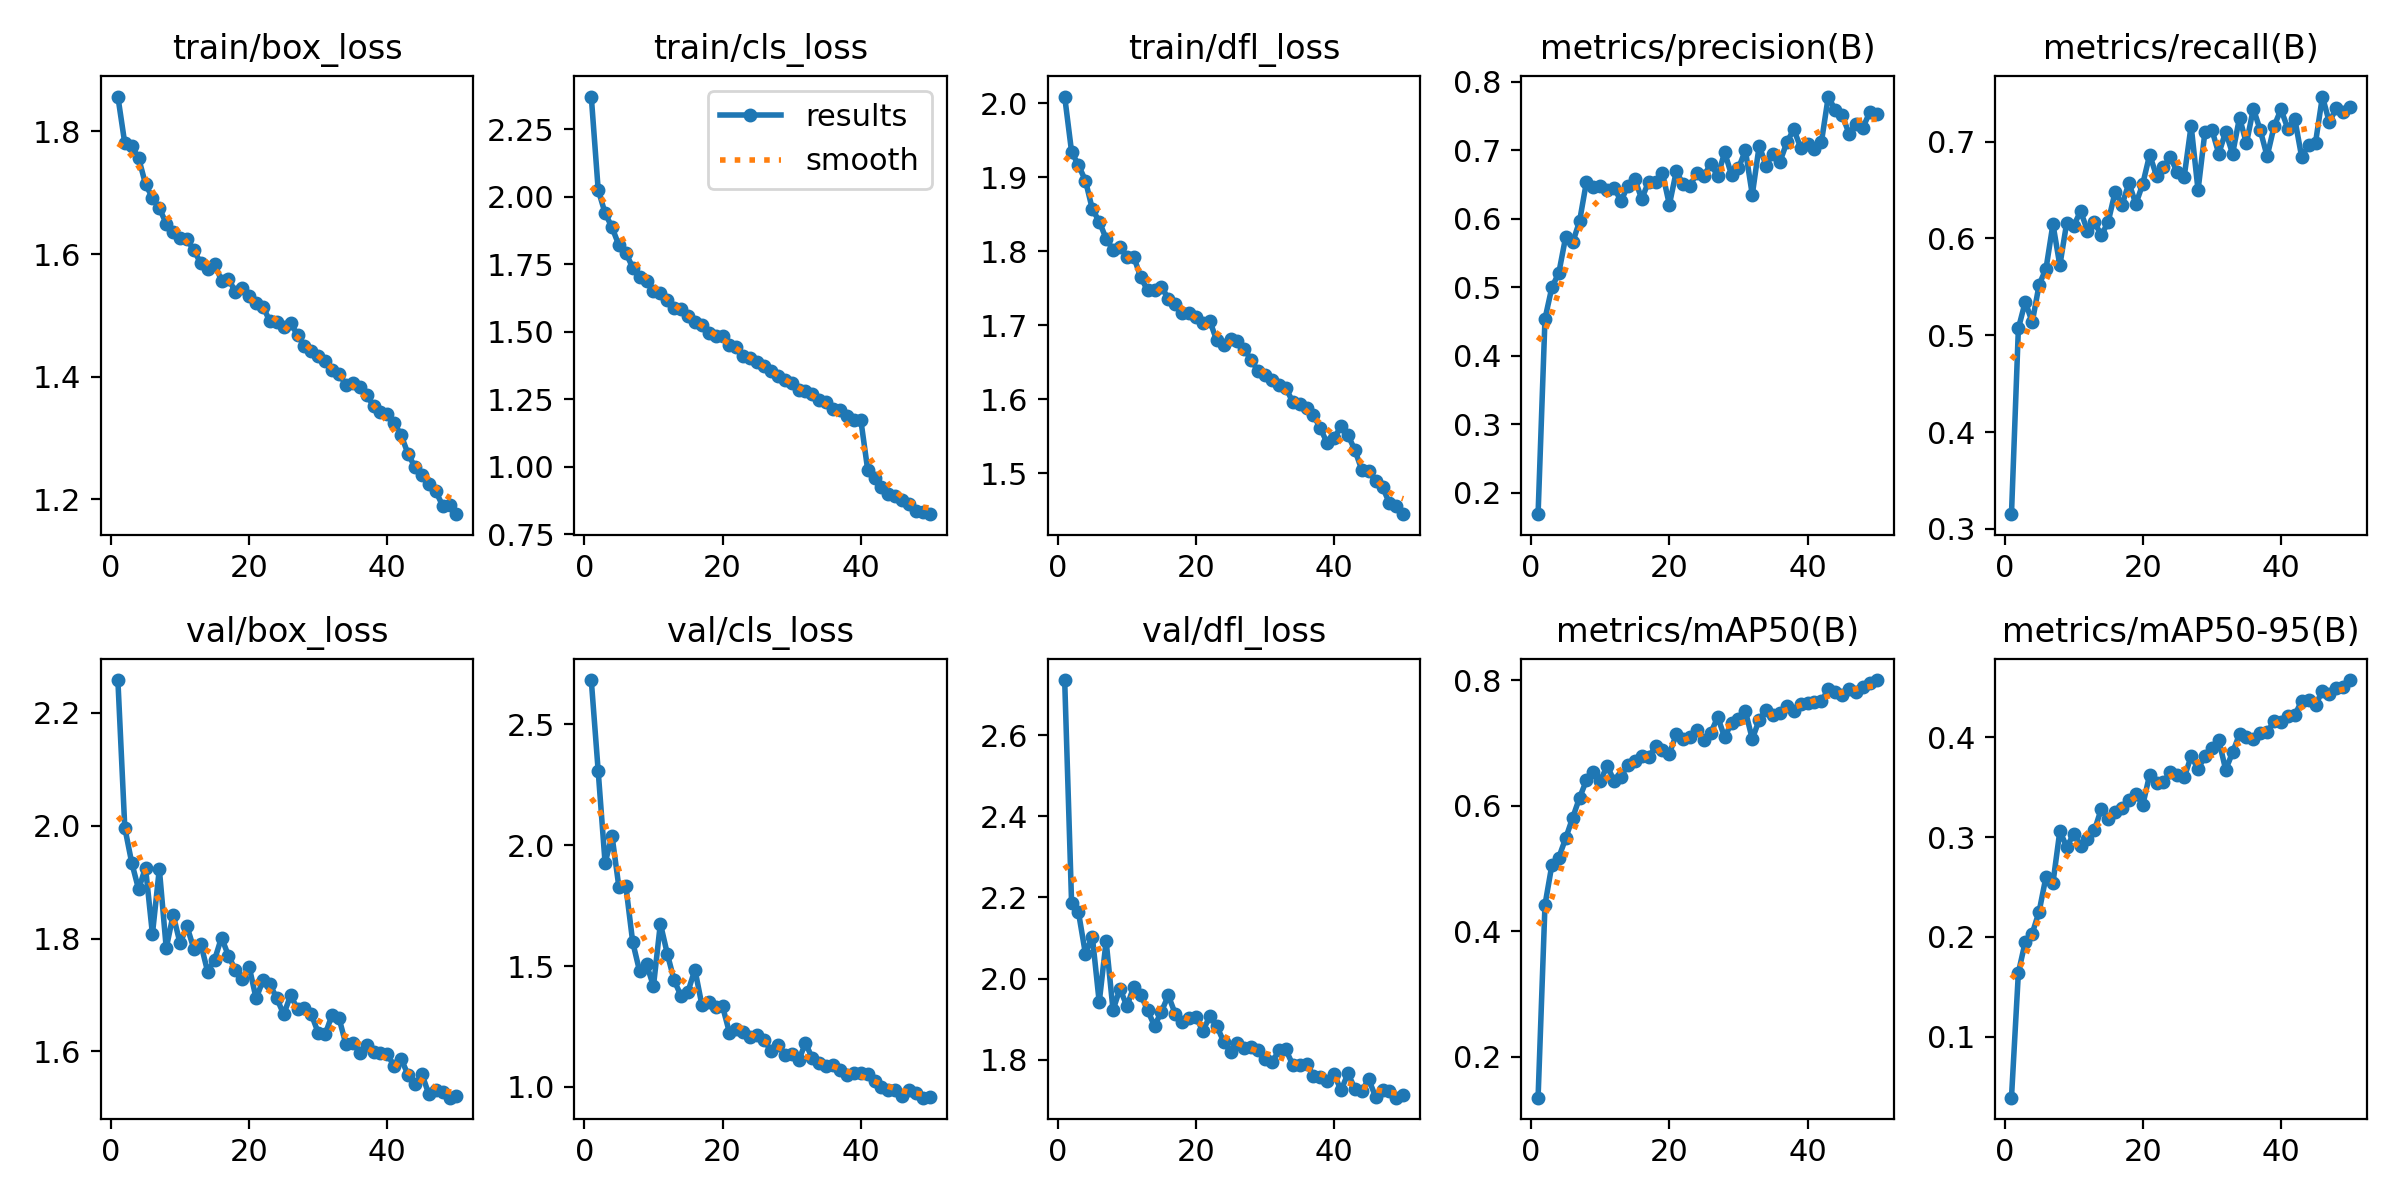 train/box_loss
1.8
1.6
1.4
1.2
0 20 40
train/cls_loss
results
smooth
2.25
2.00
1.75
1.50
1.25
1.00
0.75
0 20 40
train/dfl_loss
2.0
1.9
1.8
1.7
1.6
1.5
0 20 40
metrics/precision(B)
0.8
0.7
0.6
0.5
0.4
0.3
0.2
0 20 40
metrics/recall(B)
0.7
0.6
0.5
0.4
0.3
0 20 40
val/box_loss
2.2
2.0
1.8
1.6
0 20 40
val/cls_loss
2.5
2.0
1.5
1.0
0 20 40
val/dfl_loss
2.6
2.4
2.2
2.0
1.8
0 20 40
metrics/mAP50(B)
0.8
0.6
0.4
0.2
0 20 40
metrics/mAP50-95(B)
0.4
0.3
0.2
0.1
0 20 40